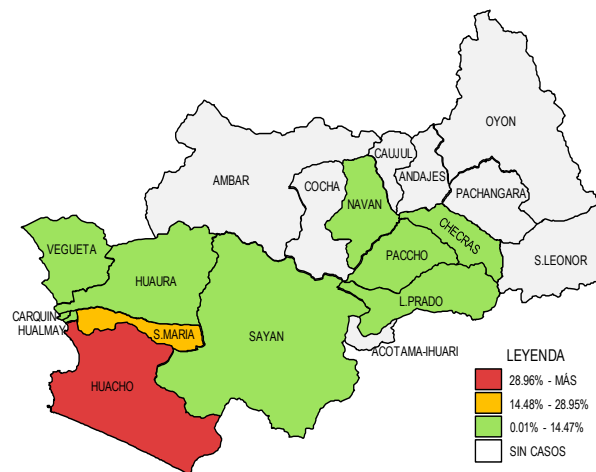 OYON
CAUJUL
AMBAR
COCHA
ANDAJES
NAVAN
PACHANGARA
CHECRAS
VEGUETA
PACCHO
S.LEONOR
HUAURA
L.PRADO
CARQUIN
HUALMAY
S.MARIA
SAYAN
ACOTAMA-IHUARI
HUACHO
LEYENDA
28.96% - MÁS
14.48% - 28.95%
0.01% - 14.47%
SIN CASOS